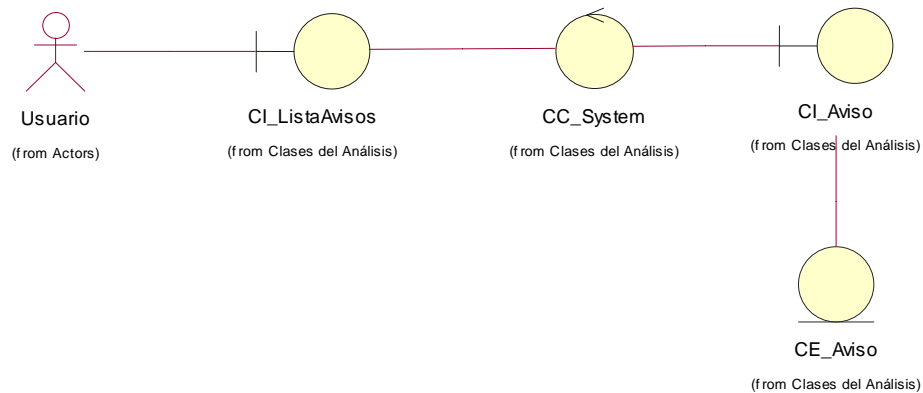 Usuario
(from Actors)
CI_ListaAvisos
(from Clases del Análisis)
CC_System
(from Clases del Análisis)
CI_Aviso
(from Clases del Análisis)
CE_Aviso
(from Clases del Análisis)